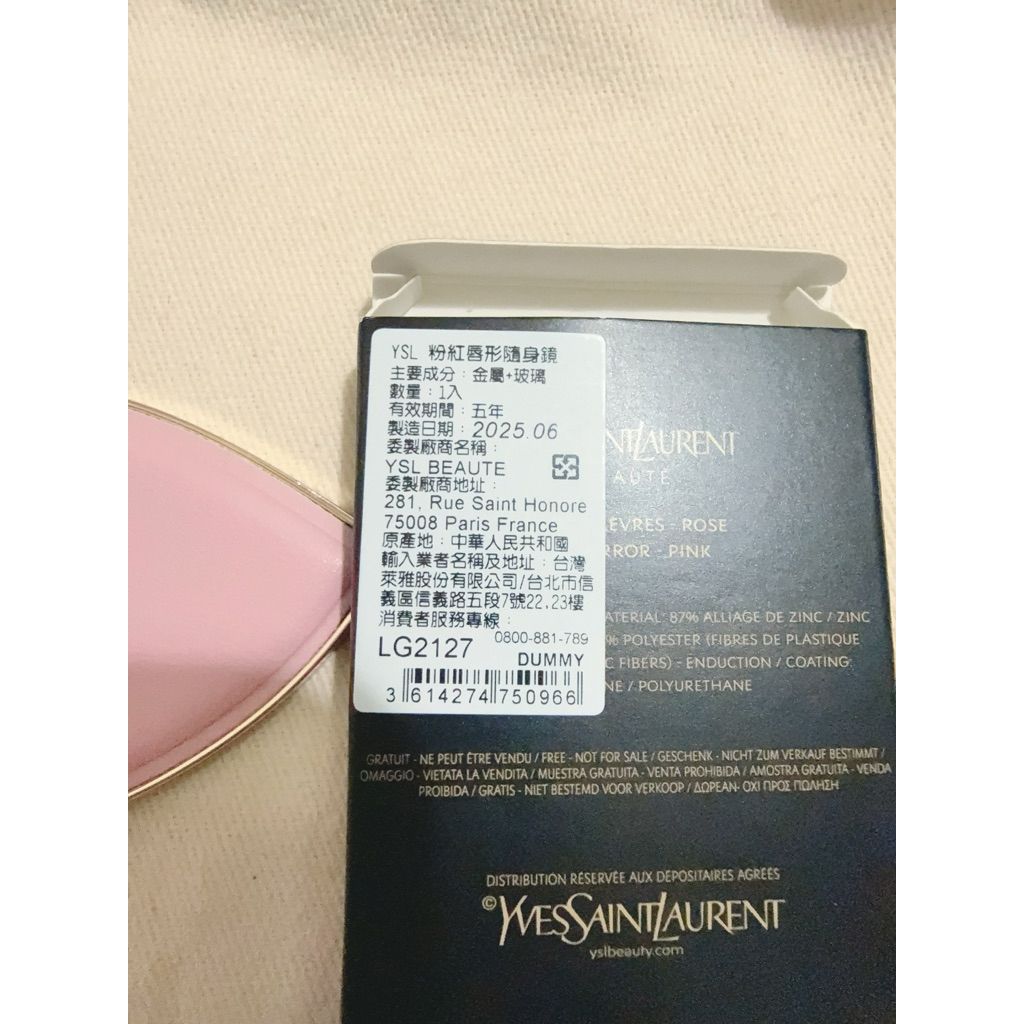 YSL 粉紅唇形隨身鏡
主要成分：金屬+玻璃
數量：1入
有效期間：五年
製造日期：2025.06
委製廠商名稱：
YSL BEAUTE
委製廠商地址：
281, Rue Saint Honore
75008 Paris France
原產地：中華人民共和國
輸入業者名稱及地址：台灣
萊雅股份有限公司/台北市信
義區信義路五段7號22,23樓
消費者服務專線：
0800-881-789
LG2127
DUMMY
3 614274 750966
NTLAURENT
AUTÉ
ÈVRES - ROSE
RROR - PINK
ATERIAL: 87% ALLIAGE DE ZINC / ZINC
% POLYESTER (FIBRES DE PLASTIQUE
C FIBERS) - ENDUCTION / COATING:
NE / POLYURETHANE
GRATUIT - NE PEUT ÊTRE VENDU / FREE - NOT FOR SALE / GESCHENK - NICHT ZUM VERKAUF BESTIMMT /
OMAGGIO - VIETATA LA VENDITA / MUESTRA GRATUITA - VENTA PROHIBIDA / AMOSTRA GRATUITA - VENDA
PROIBIDA / GRATIS - NIET BESTEMD VOOR VERKOOP / ΔΩΡΕΑΝ- ΟΧΙ ΠΡΟΣ ΠΩΛΗΣΗ
DISTRIBUTION RÉSERVÉE AUX DÉPOSITAIRES AGRÉÉS
©YVESSAINTLAURENT
yslbeauty.com